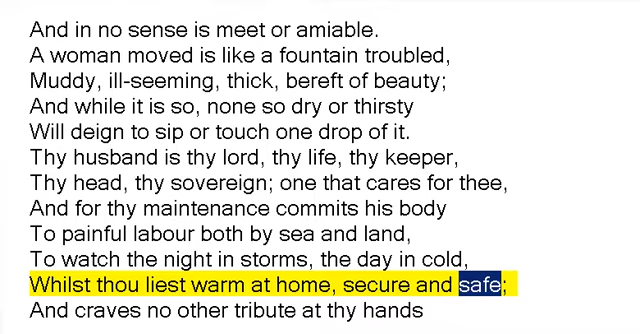 And in no sense is meet or amiable.
A woman moved is like a fountain troubled,
Muddy, ill-seeming, thick, bereft of beauty;
And while it is so, none so dry or thirsty
Will deign to sip or touch one drop of it.
Thy husband is thy lord, thy life, thy keeper,
Thy head, thy sovereign; one that cares for thee,
And for thy maintenance commits his body
To painful labour both by sea and land,
To watch the night in storms, the day in cold,
Whilst thou liest warm at home, secure and safe;
And craves no other tribute at thy hands